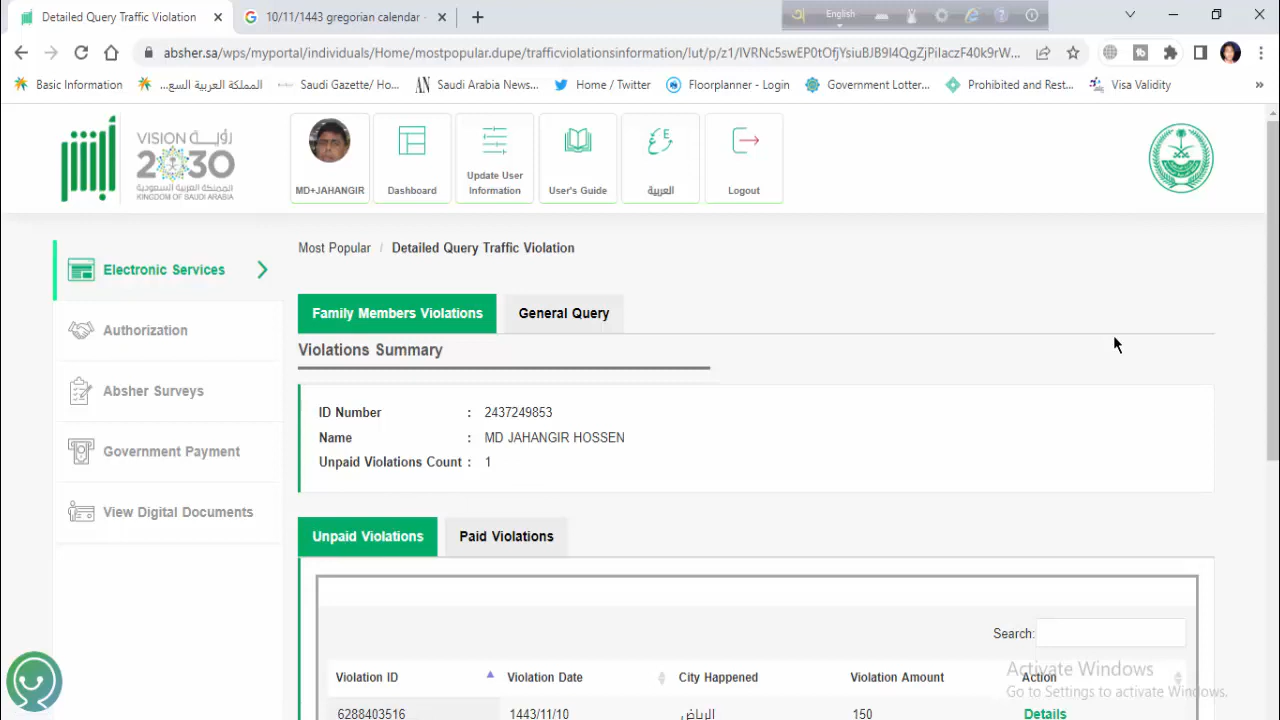 Detailed Query Traffic Violation
10/11/1443 gregorian calendar -
English
absher.sa/wps/myportal/individuals/Home/mostpopular.dupe/trafficviolationsinformation/lut/p/z1/
Basic Information
المملكة العربية السع...
Saudi Gazette/ Ho...
Saudi Arabia News...
Home / Twitter
Floorplanner - Login
Government Lotter...
Prohibited and Rest...
Visa Validity
»
أبشر
VISION رؤيـــة
2030
المملكة العربية السعودية
KINGDOM OF SAUDI ARABIA
MD+JAHANGIR
Dashboard
Update User
Information
User's Guide
ع E
العربية
Logout
Most Popular / Detailed Query Traffic Violation
Electronic Services
Authorization
Absher Surveys
Government Payment
View Digital Documents
Family Members Violations
General Query
Violations Summary
ID Number : 2437249853
Name : MD JAHANGIR HOSSEN
Unpaid Violations Count : 1
Unpaid Violations
Paid Violations
Search:
Violation ID Violation Date City Happened Violation Amount Action
6288403516 1443/11/10 الرياض 150 Details
Activate Windows
Go to Settings to activate Windows.